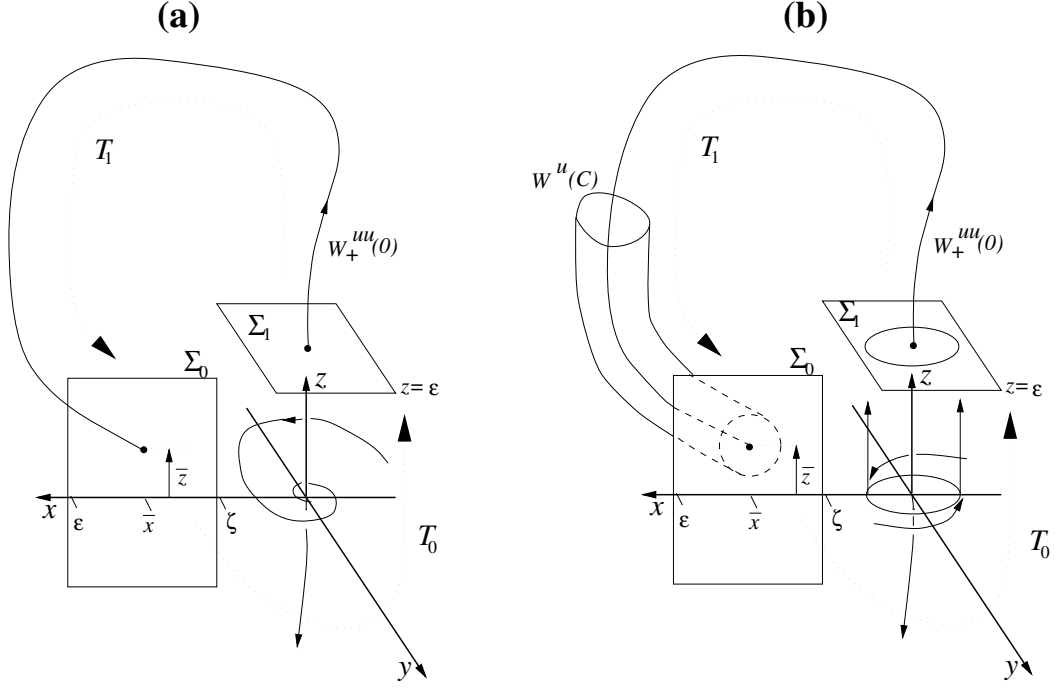 (a)
T₁
W₊ᵘᵘ(0)
Σ₁
Σ₀
z
z = ε
z̄
x
ε
x̄
ζ
T₀
y
(b)
T₁
Wᵘ(C)
W₊ᵘᵘ(0)
Σ₁
Σ₀
z
z = ε
z̄
x
ε
x̄
ζ
T₀
y